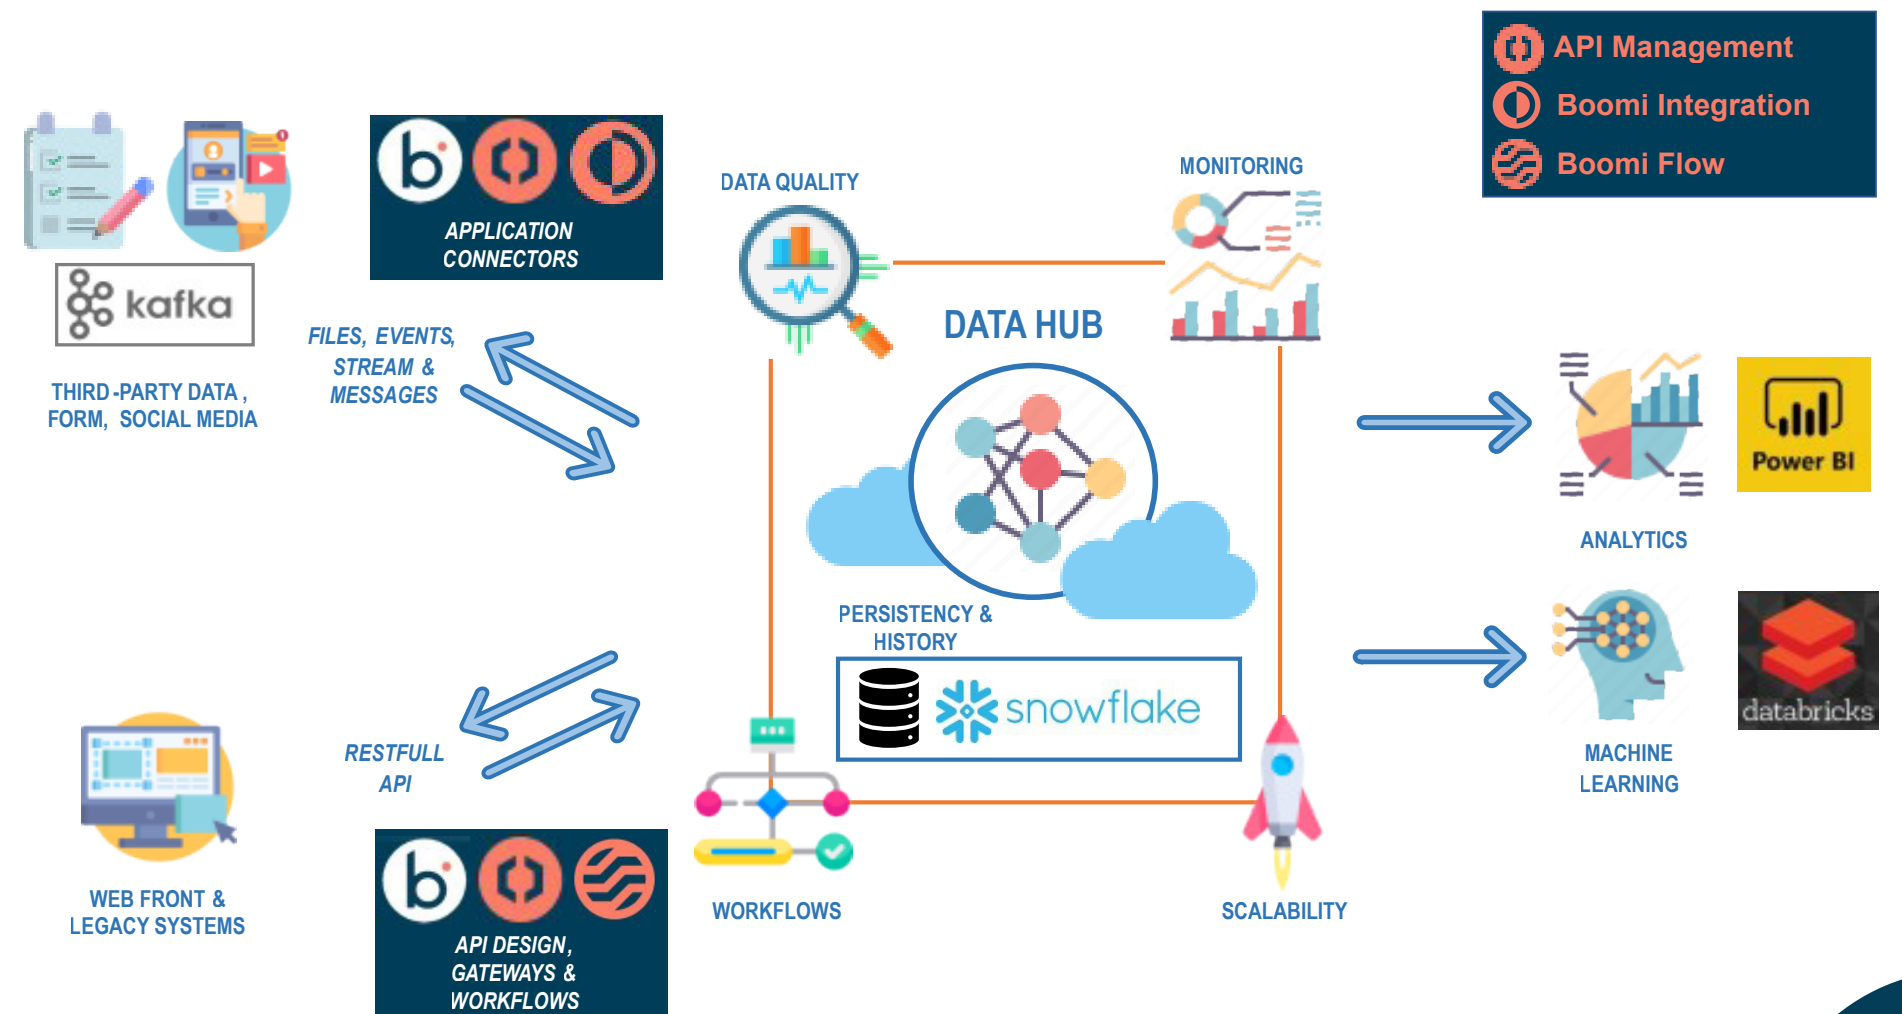 API Management
Boomi Integration
Boomi Flow
b
APPLICATION
CONNECTORS
kafka
THIRD-PARTY DATA,
FORM, SOCIAL MEDIA
FILES, EVENTS,
STREAM &
MESSAGES
DATA QUALITY
MONITORING
DATA HUB
PERSISTENCY &
HISTORY
snowflake
Power BI
ANALYTICS
databricks
MACHINE
LEARNING
RESTFULL
API
WEB FRONT &
LEGACY SYSTEMS
b
API DESIGN,
GATEWAYS &
WORKFLOWS
WORKFLOWS
SCALABILITY